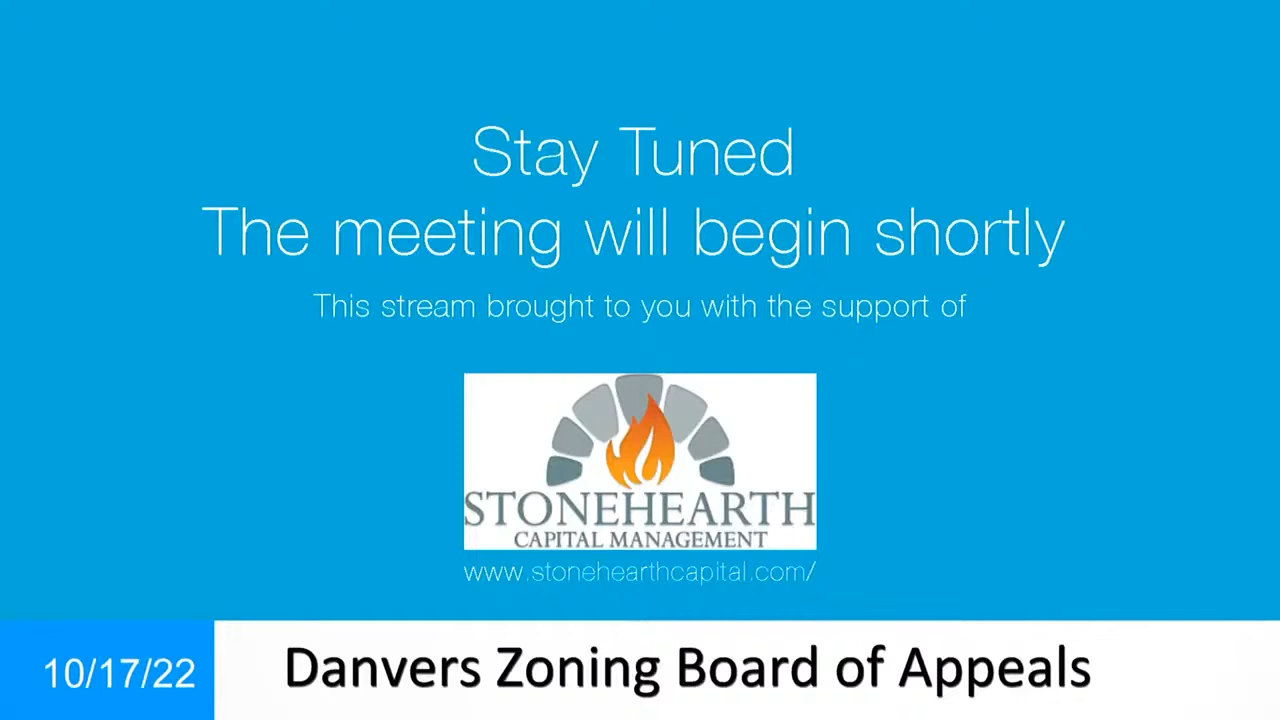 Stay Tuned
The meeting will begin shortly
This stream brought to you with the support of
STONEHEARTH
CAPITAL MANAGEMENT
www.stonehearthcapital.com/
10/17/22
Danvers Zoning Board of Appeals